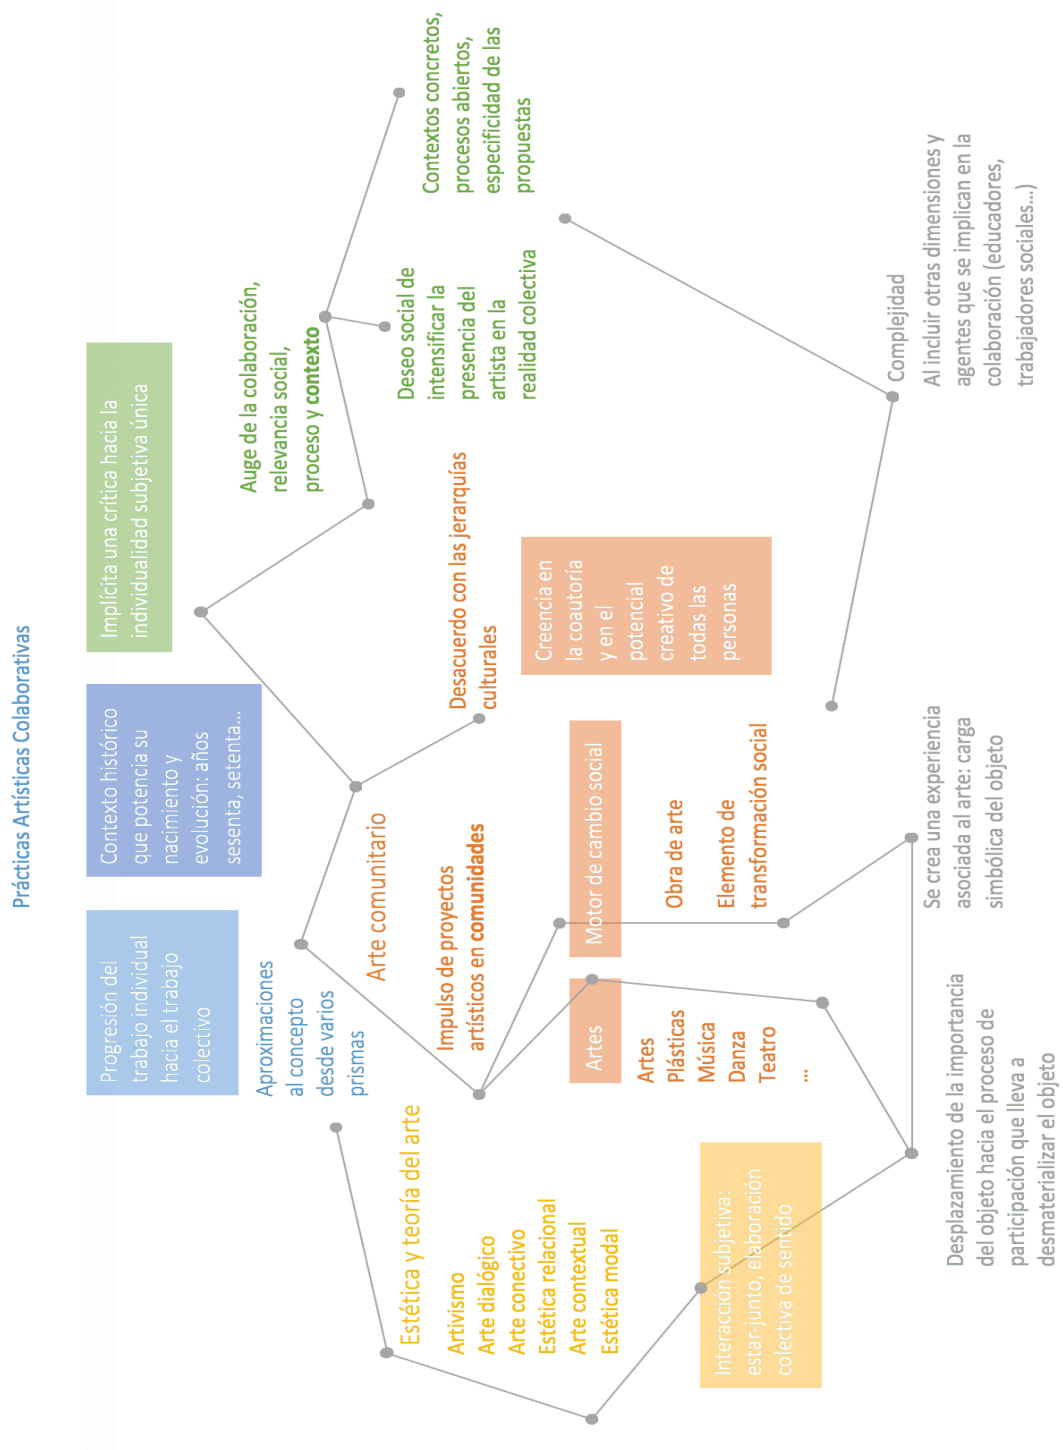 Prácticas Artísticas Colaborativas
Progresión del
trabajo individual
hacia el trabajo
colectivo
Contexto histórico
que potencia su
nacimiento y
evolución: años
sesenta, setenta...
Implícita una crítica hacia la
individualidad subjetiva única
Aproximaciones
al concepto
desde varios
prismas
Auge de la colaboración,
relevancia social,
proceso y contexto
Estética y teoría del arte
Artivismo
Arte dialógico
Arte conectivo
Estética relacional
Arte contextual
Estética modal
Arte comunitario
Impulso de proyectos
artísticos en comunidades
Desacuerdo con las jerarquías
culturales
Deseo social de
intensificar la
presencia del
artista en la
realidad colectiva
Contextos concretos,
procesos abiertos,
especificidad de las
propuestas
Artes
Artes
Plásticas
Música
Danza
Teatro
...
Motor de cambio social
Obra de arte
Elemento de
transformación social
Creencia en
la coautoría
y en el
potencial
creativo de
todas las
personas
Interacción subjetiva:
estar-junto, elaboración
colectiva de sentido
Desplazamiento de la importancia
del objeto hacia el proceso de
participación que lleva a
desmaterializar el objeto
Se crea una experiencia
asociada al arte: carga
simbólica del objeto
Complejidad
Al incluir otras dimensiones y
agentes que se implican en la
colaboración (educadores,
trabajadores sociales...)